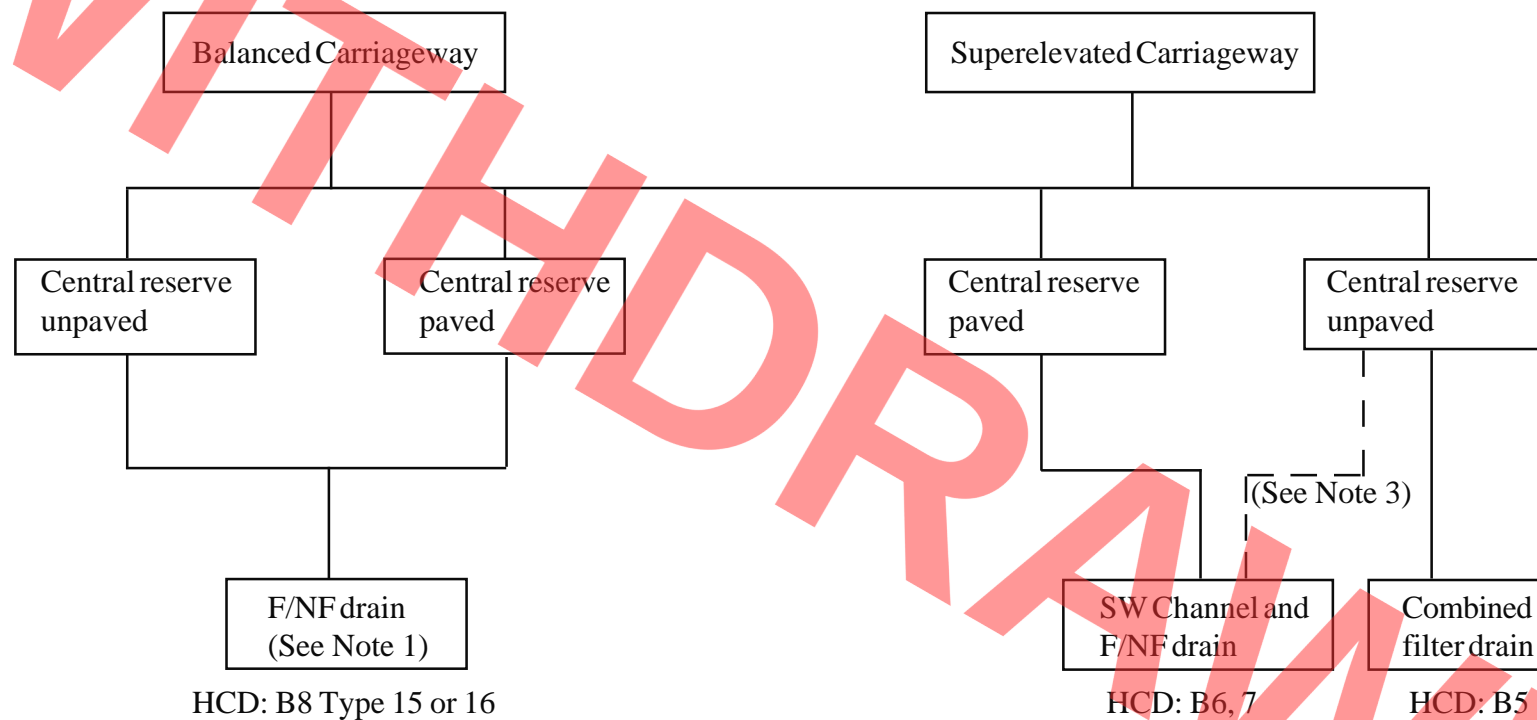 Balanced Carriageway
Superelevated Carriageway
Central reserve
unpaved
Central reserve
paved
Central reserve
paved
Central reserve
unpaved
(See Note 3)
F/NF drain
(See Note 1)
SW Channel and
F/NF drain
Combined
filter drain
HCD: B8 Type 15 or 16
HCD: B6, 7
HCD: B5
WITHDRAWN